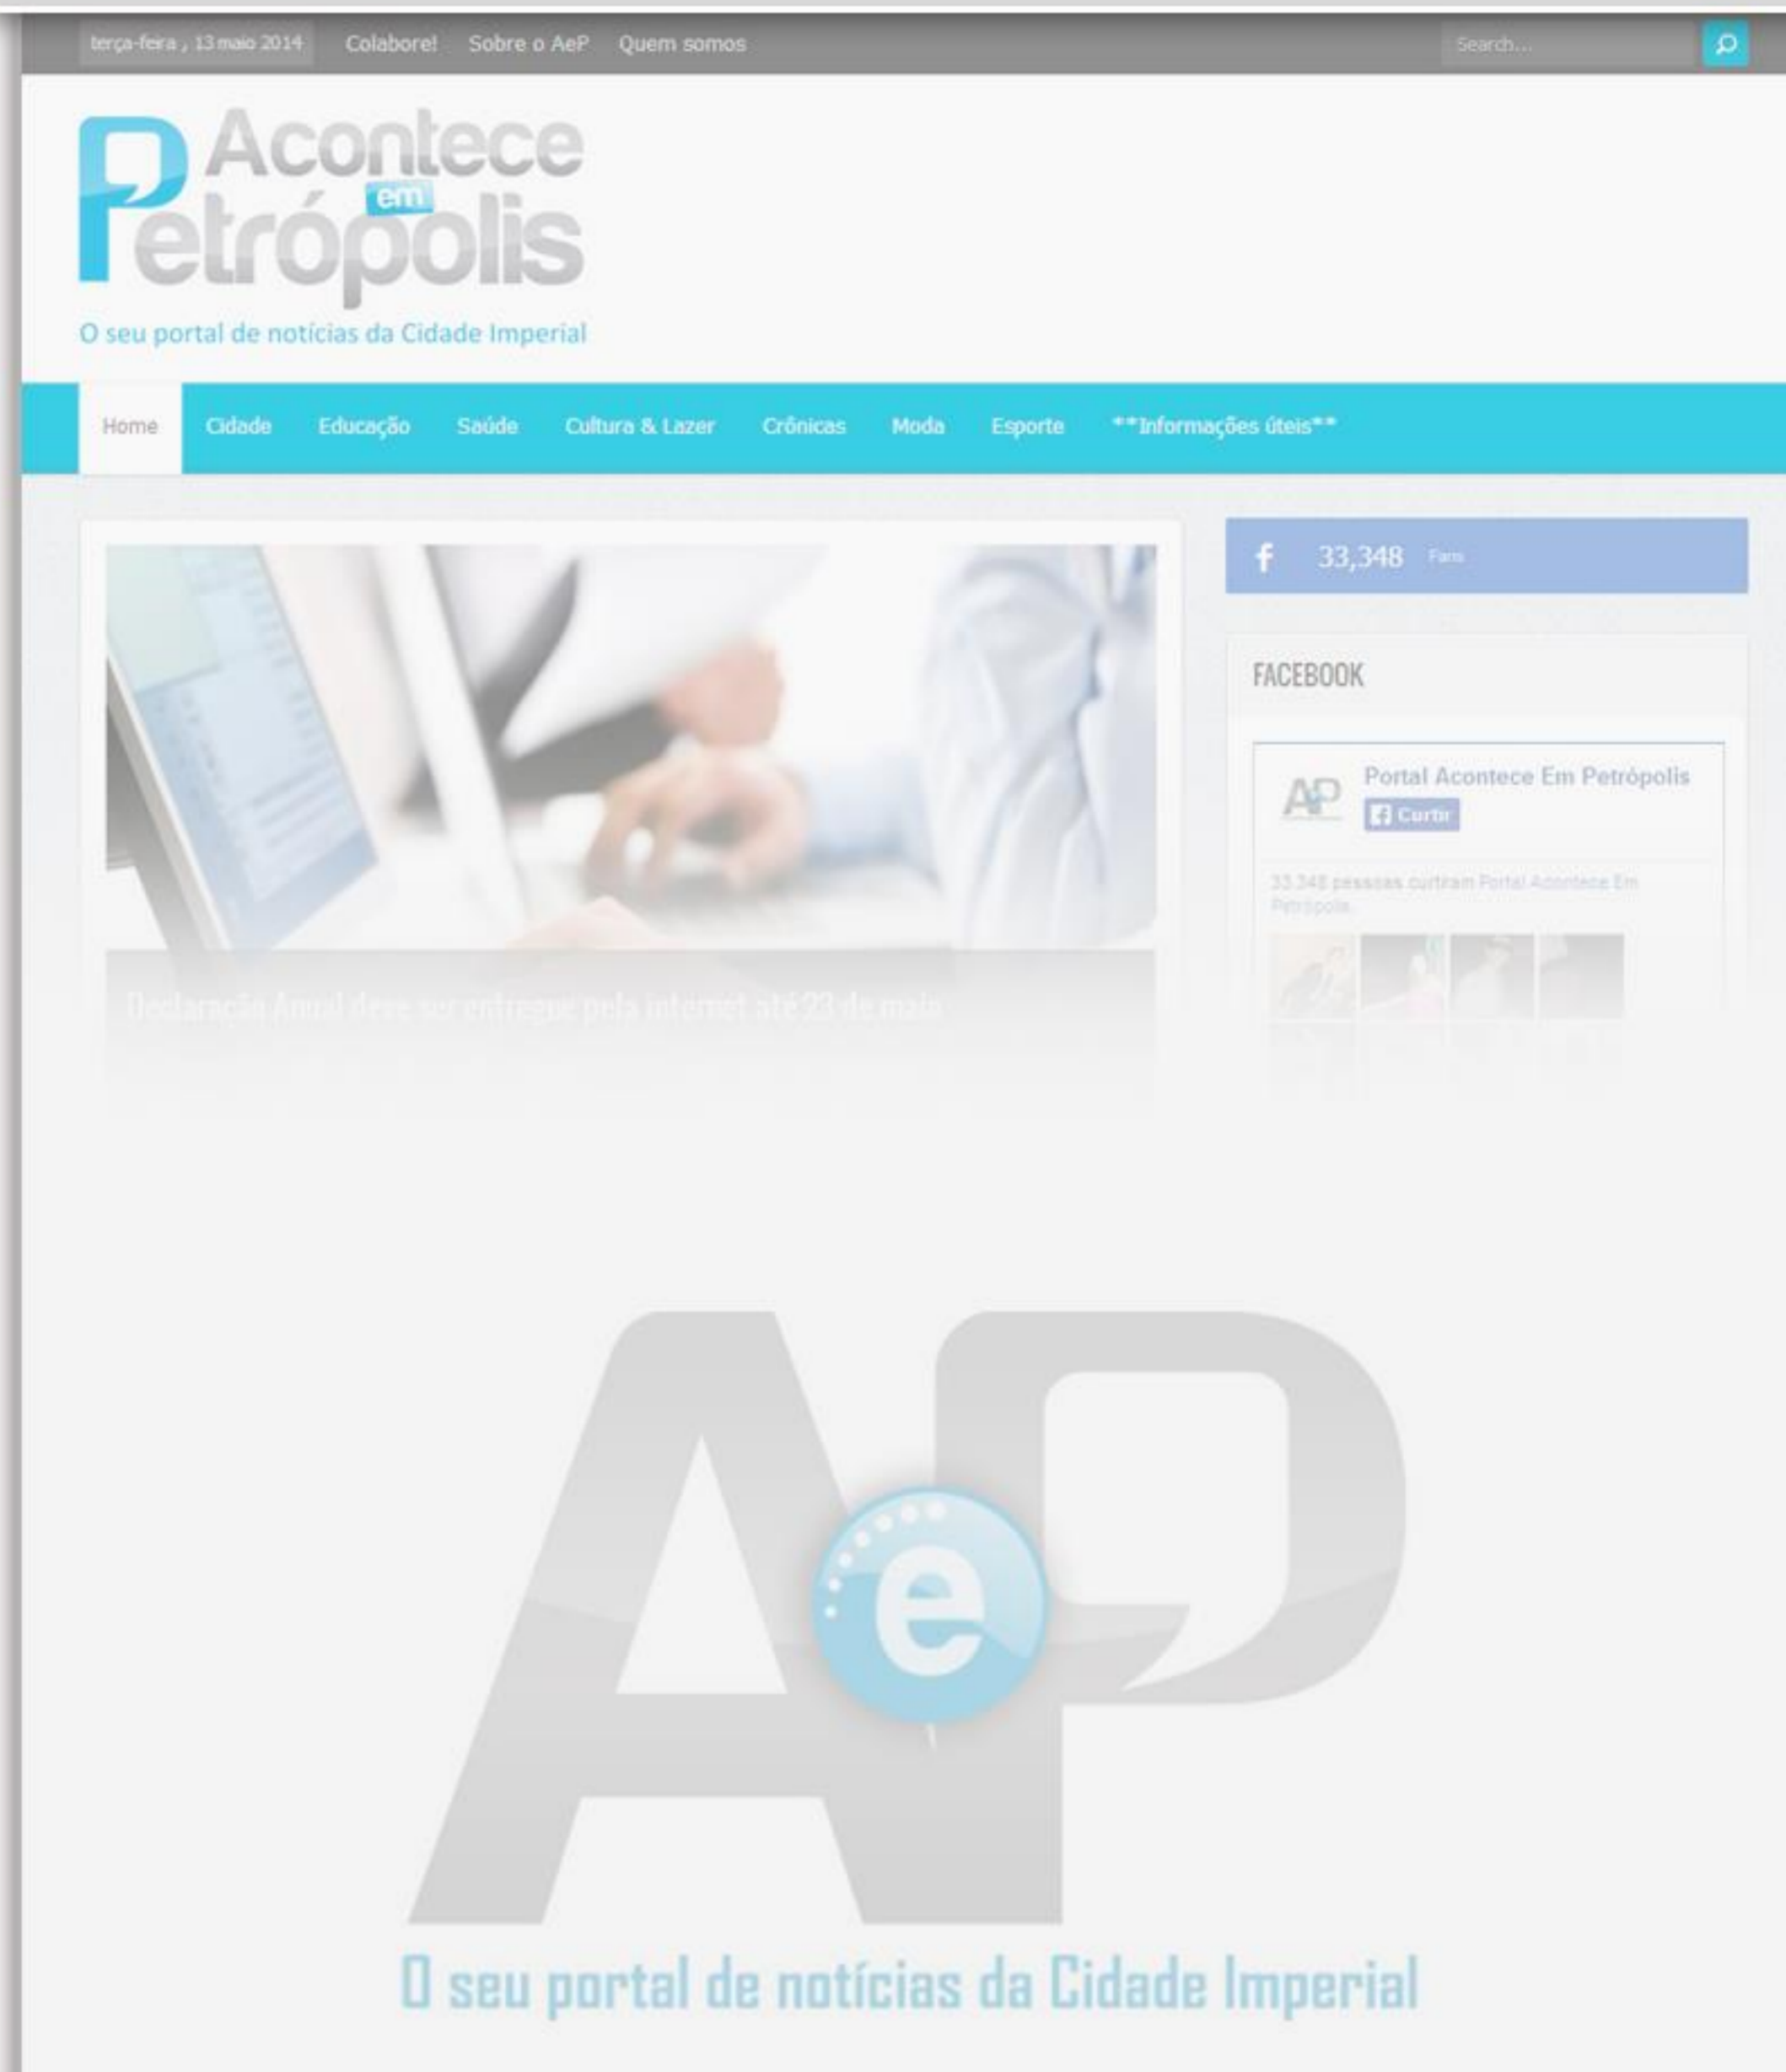 terça-feira , 13 maio 2014 Colabore! Sobre o AeP Quem somos Search...
Acontece
em
Petrópolis
O seu portal de notícias da Cidade Imperial
Home Cidade Educação Saúde Cultura & Lazer Crônicas Moda Esporte **Informações úteis**
f 33,348 Fans
FACEBOOK
AeP Portal Acontece Em Petrópolis
Curtir
33.348 pessoas curtiram Portal Acontece Em
Petrópolis.
Declaração Anual deve ser entregue pela internet até 23 de maio
AeP
O seu portal de notícias da Cidade Imperial